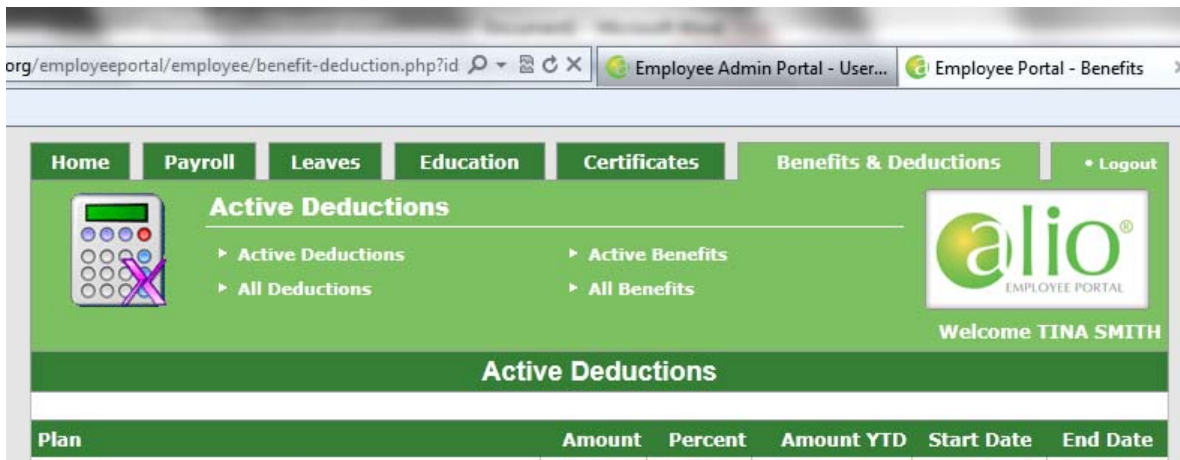 org/employeeportal/employee/benefit-deduction.php?id
Employee Admin Portal - User...
Employee Portal - Benefits
Home Payroll Leaves Education Certificates Benefits & Deductions • Logout
Active Deductions
Active Deductions Active Benefits
All Deductions All Benefits
alio®
EMPLOYEE PORTAL
Welcome TINA SMITH
Active Deductions
Plan Amount Percent Amount YTD Start Date End Date